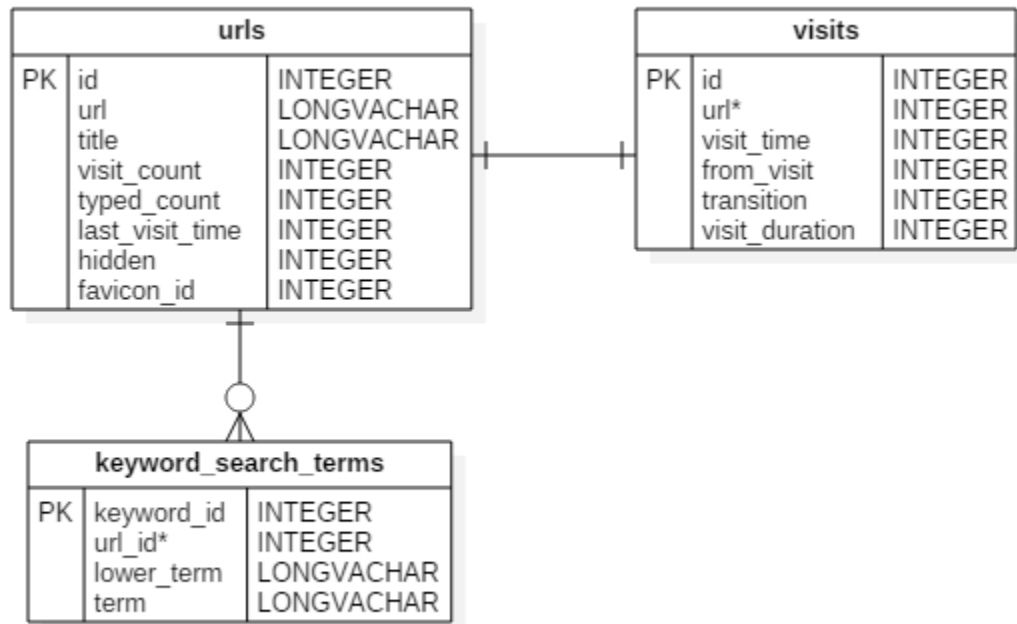 urls
PK id INTEGER
url LONGVACHAR
title LONGVACHAR
visit_count INTEGER
typed_count INTEGER
last_visit_time INTEGER
hidden INTEGER
favicon_id INTEGER
visits
PK id INTEGER
url* INTEGER
visit_time INTEGER
from_visit INTEGER
transition INTEGER
visit_duration INTEGER
keyword_search_terms
PK keyword_id INTEGER
url_id* INTEGER
lower_term LONGVACHAR
term LONGVACHAR